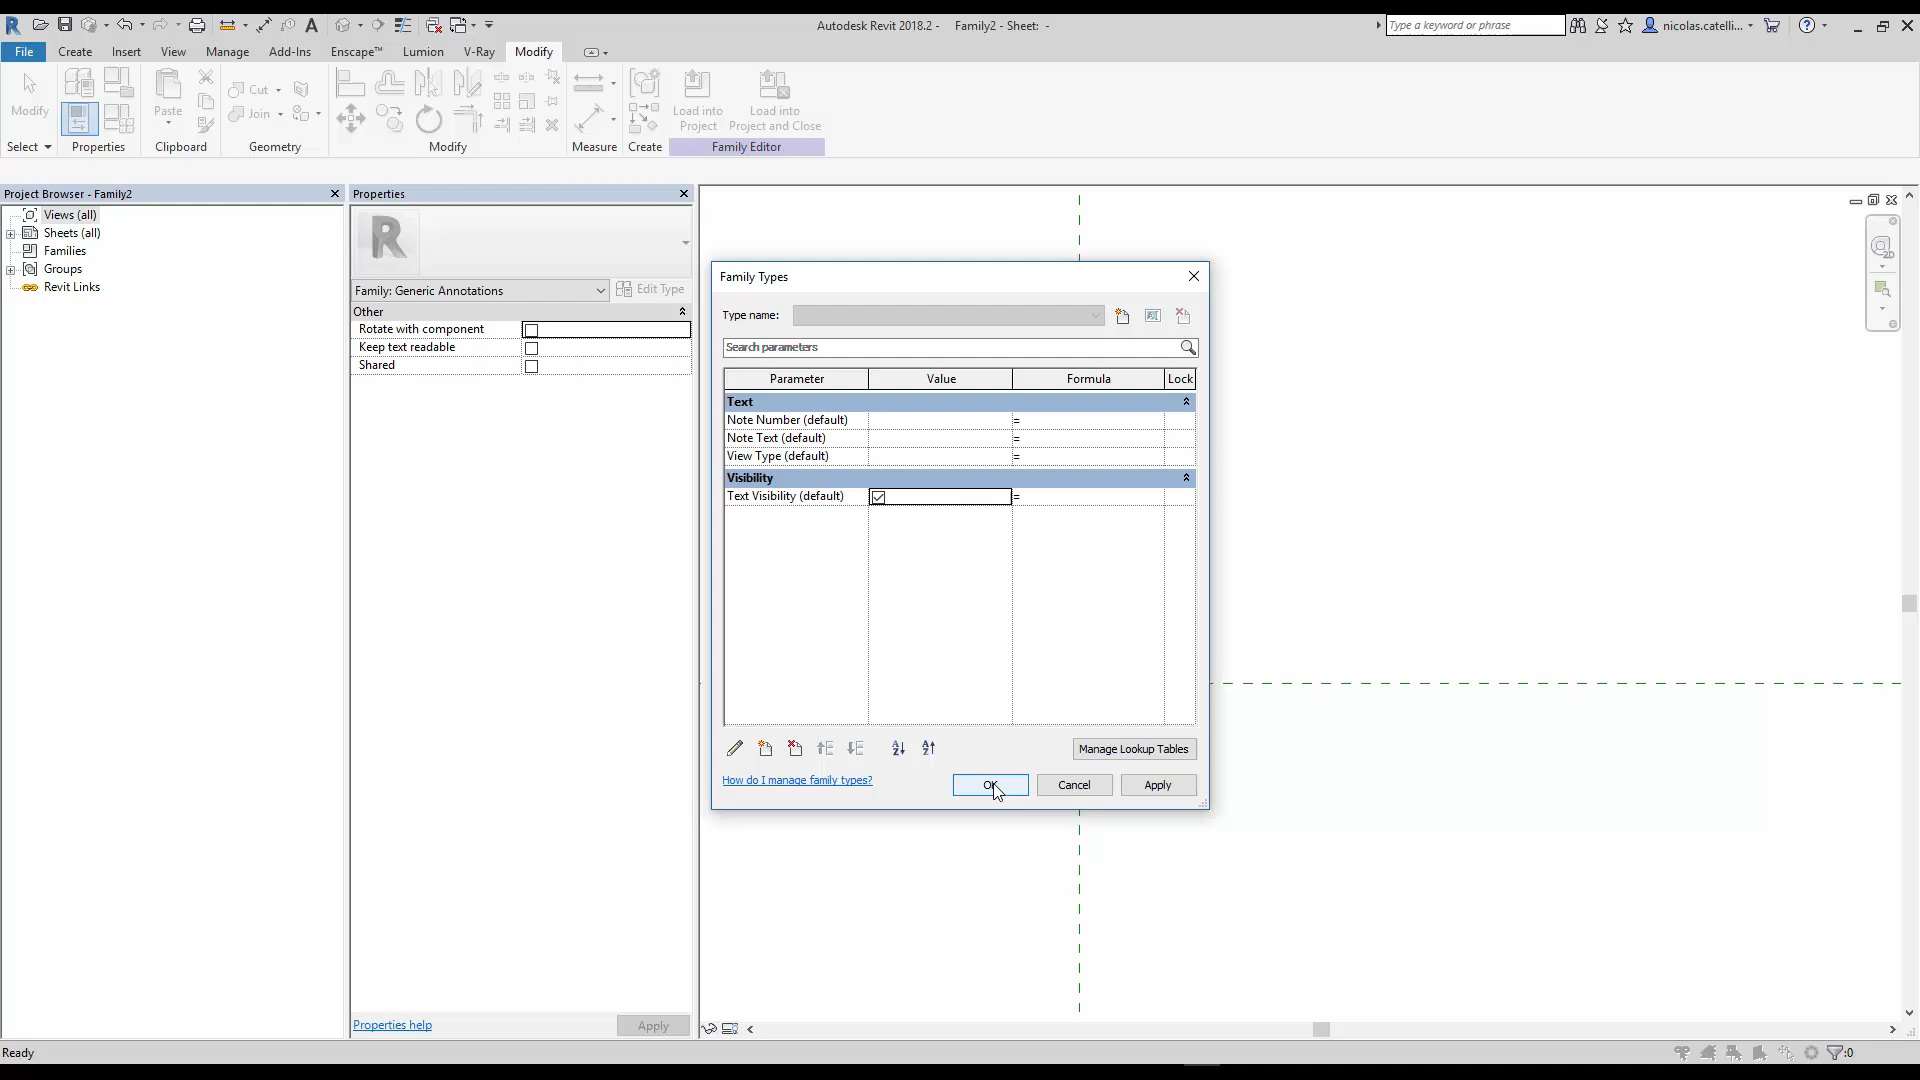 Autodesk Revit 2018.2 - Family2 - Sheet: -
Type a keyword or phrase
nicolas.catelli...
File Create Insert View Manage Add-Ins Enscape™ Lumion V-Ray Modify
Modify
Paste
Cut
Join
Load into
Project
Load into
Project and Close
Select Properties Clipboard Geometry Modify Measure Create Family Editor
Project Browser - Family2
Views (all)
Sheets (all)
Families
Groups
Revit Links
Properties
R
Family: Generic Annotations
Edit Type
Other
Rotate with component
Keep text readable
Shared
Properties help
Apply
Family Types
Type name:
Search parameters
Parameter Value Formula Lock
Text
Note Number (default) =
Note Text (default) =
View Type (default) =
Visibility
Text Visibility (default) =
Manage Lookup Tables
How do I manage family types?
OK
Cancel
Apply
2D
Ready
:0